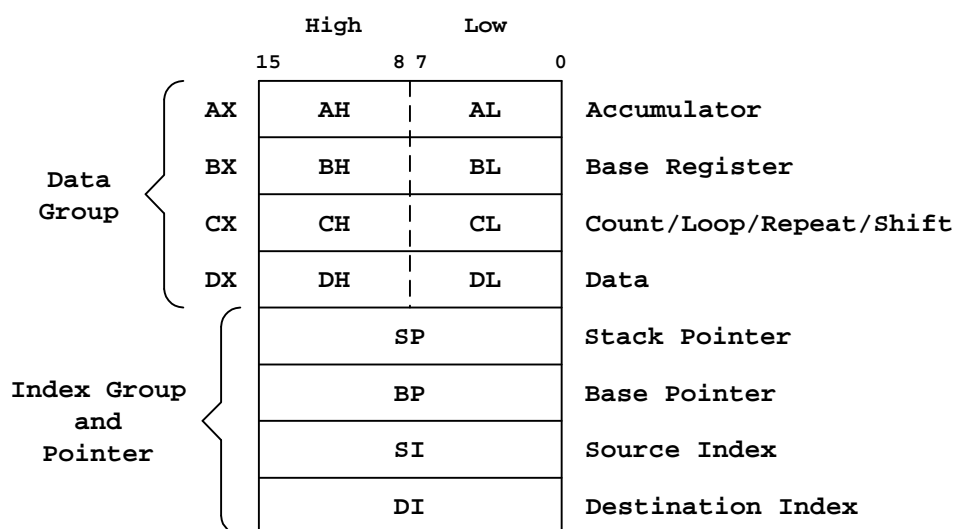 High Low
15 8 7 0
AX AH AL Accumulator
BX BH BL Base Register
Data
Group
CX CH CL Count/Loop/Repeat/Shift
DX DH DL Data
SP Stack Pointer
Index Group
and
Pointer
BP Base Pointer
SI Source Index
DI Destination Index